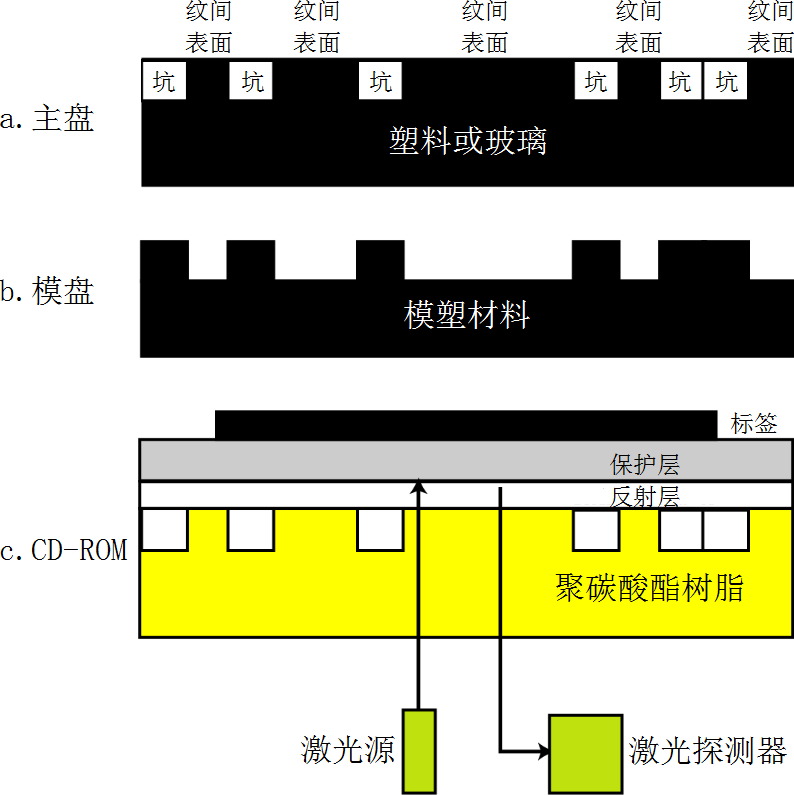 纹间 纹间 纹间 纹间 纹间
表面 表面 表面 表面 表面
坑 坑 坑 坑 坑 坑
a.主盘
塑料或玻璃
b.模盘
模塑材料
标签
保护层
反射层
c.CD-ROM
聚碳酸酯树脂
激光源
激光探测器